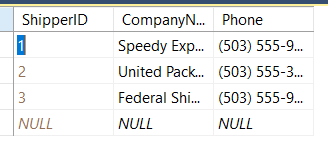 ShipperID CompanyN... Phone
1 Speedy Exp... (503) 555-9...
2 United Pack... (503) 555-3...
3 Federal Shi... (503) 555-9...
NULL NULL NULL